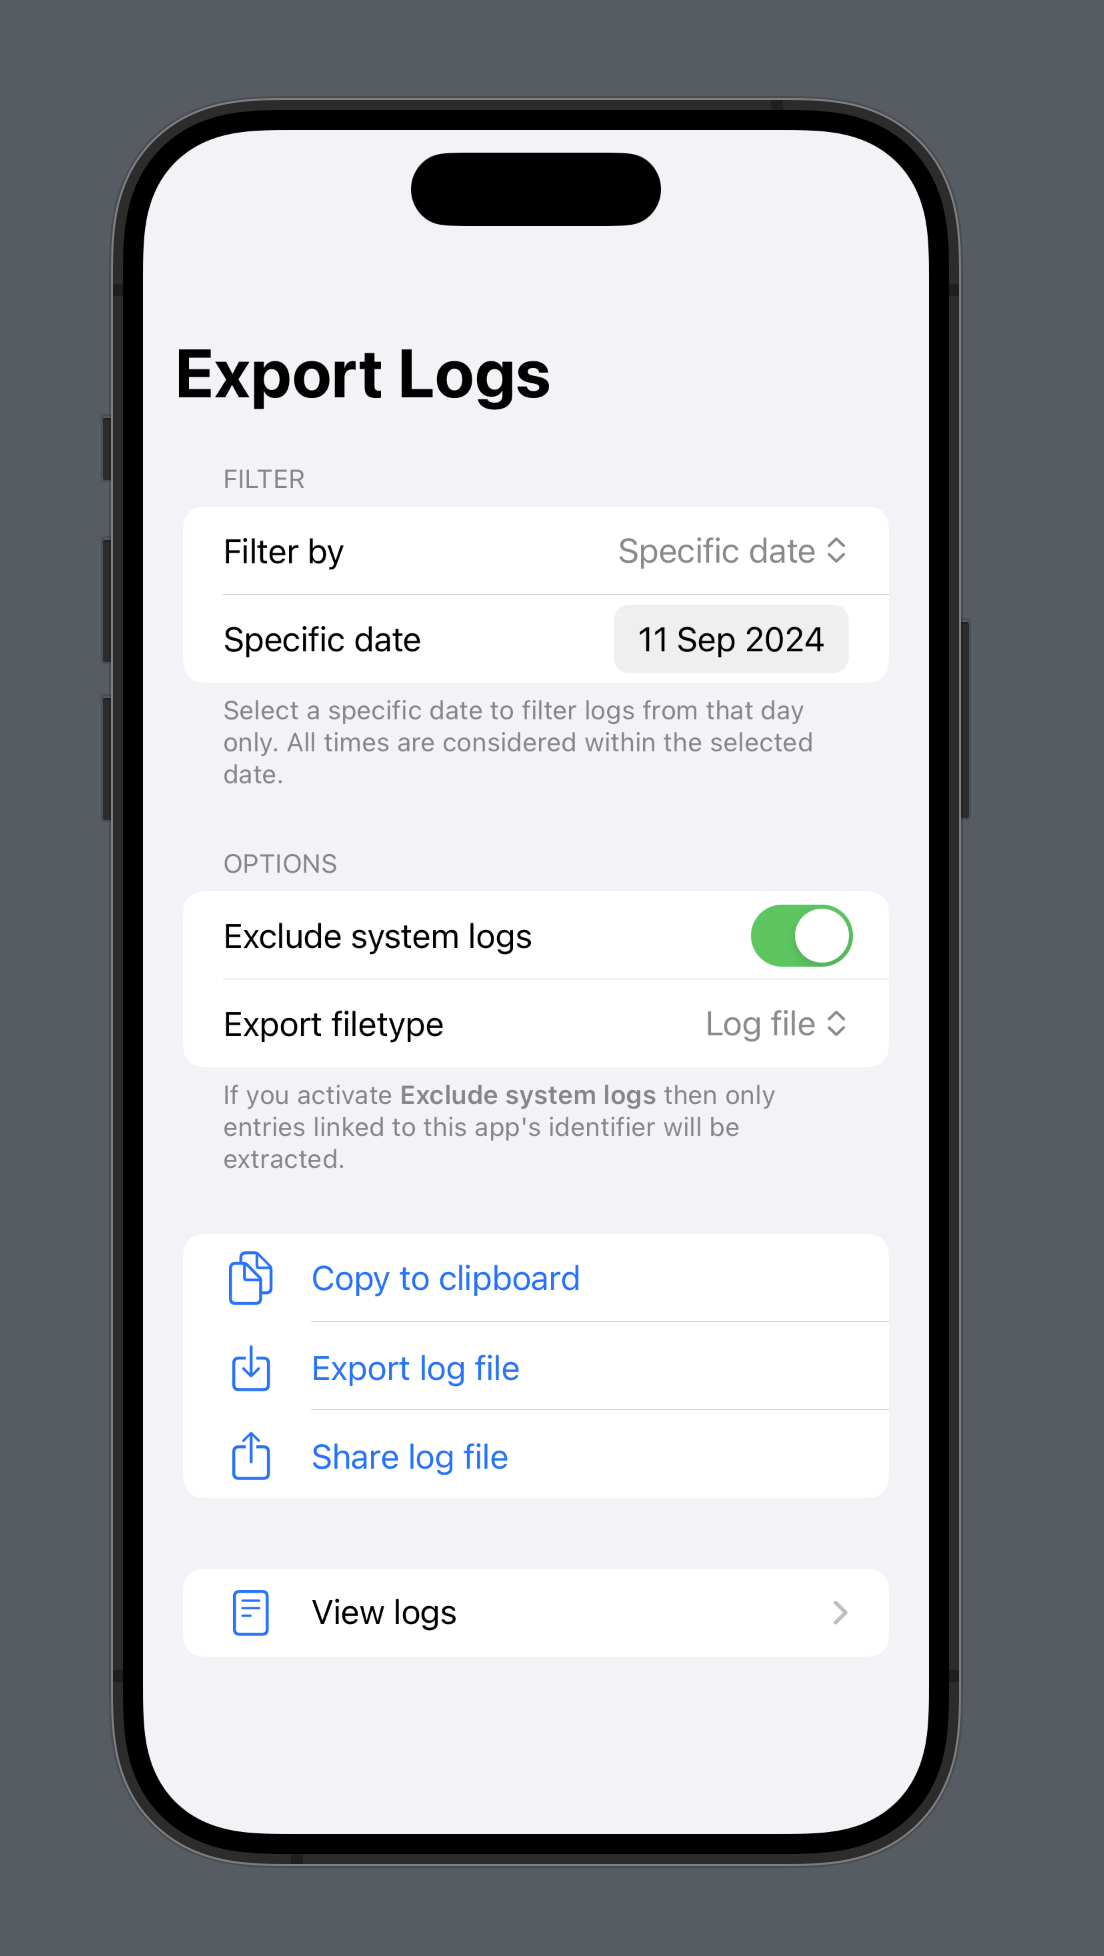 Export Logs
FILTER
Filter by Specific date
Specific date 11 Sep 2024
Select a specific date to filter logs from that day
only. All times are considered within the selected
date.
OPTIONS
Exclude system logs
Export filetype Log file
If you activate Exclude system logs then only
entries linked to this app's identifier will be
extracted.
Copy to clipboard
Export log file
Share log file
View logs